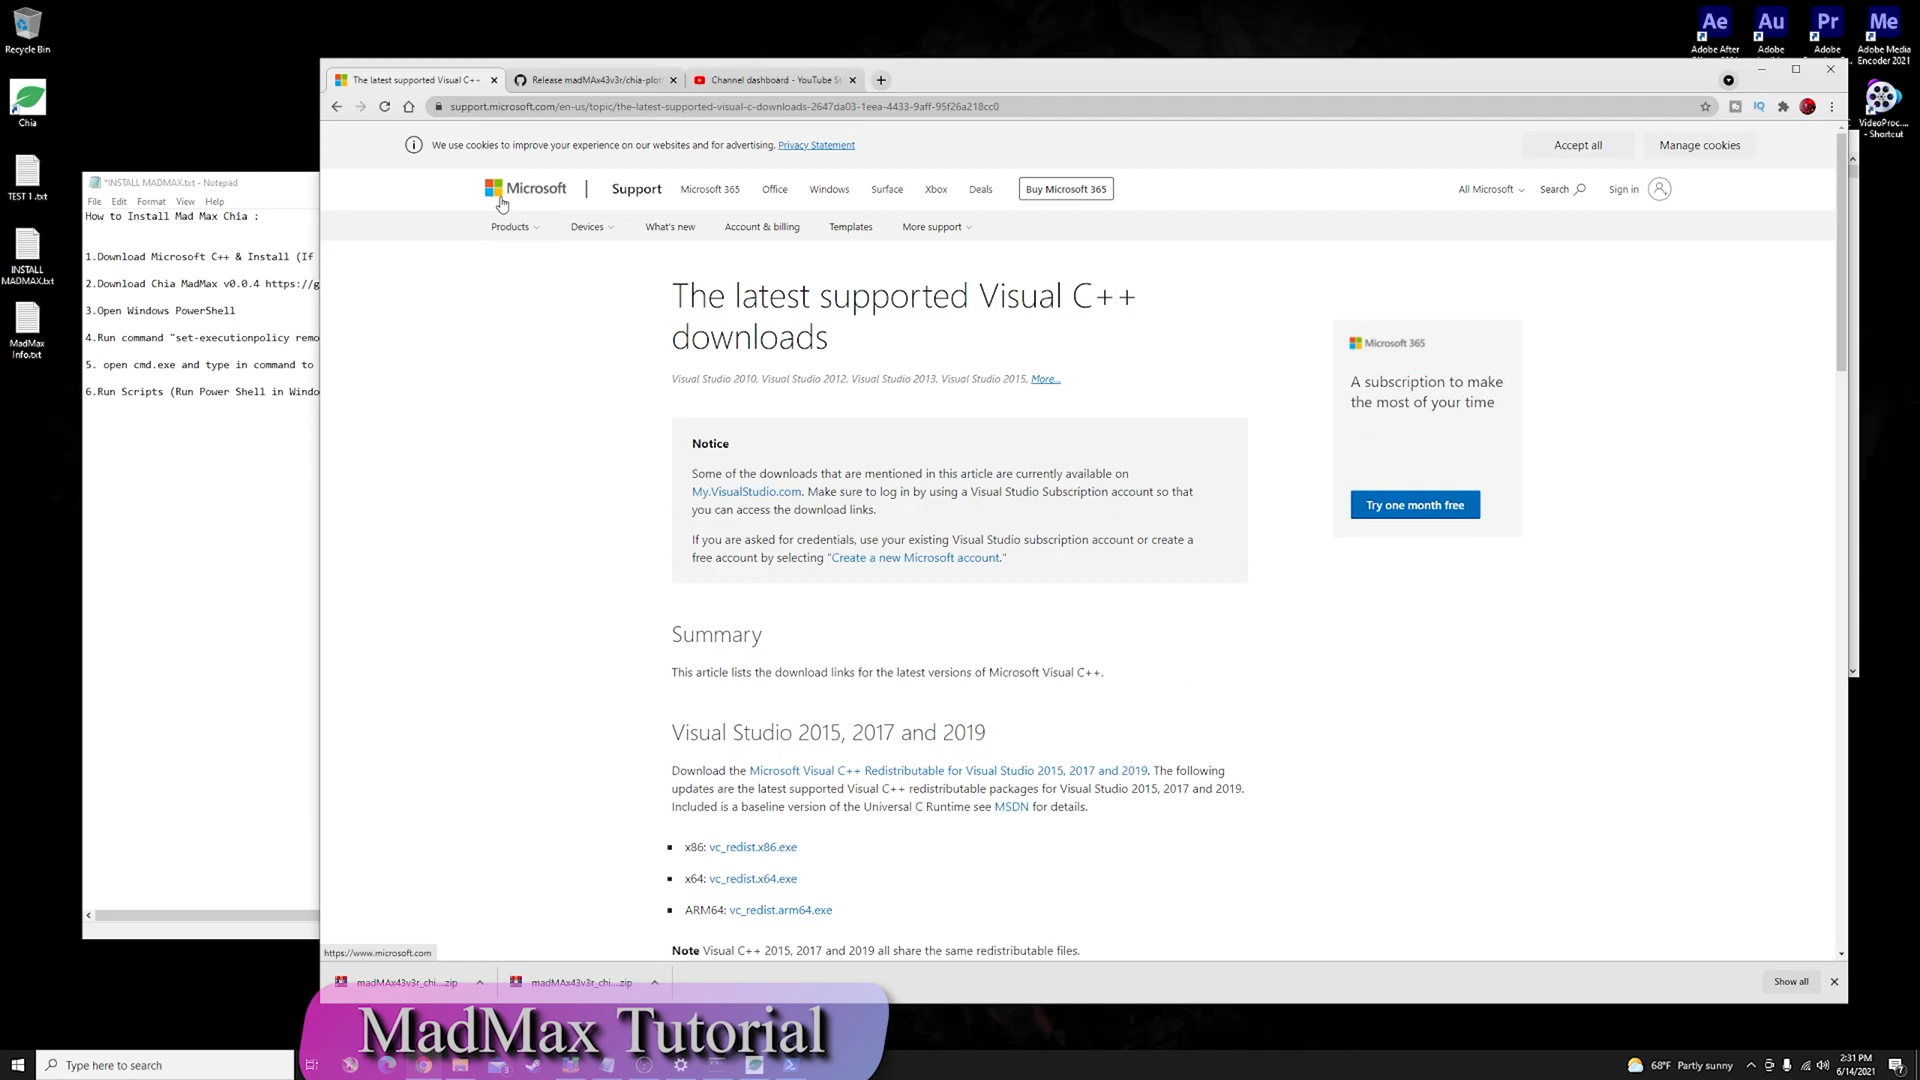 Recycle Bin
Chia
TEST 1.txt
INSTALL
MADMAX.txt
MadMax
Info.txt
Adobe After
Adobe
Adobe
Adobe Media
Encoder 2021
VideoProc....
- Shortcut
*INSTALL MADMAX.txt - Notepad
File Edit Format View Help
How to Install Mad Max Chia :
1.Download Microsoft C++ & Install (If
2.Download Chia MadMax v0.0.4 https://g
3.Open Windows PowerShell
4.Run command "set-executionpolicy remo
5. open cmd.exe and type in command to
6.Run Scripts (Run Power Shell in Windo
The latest supported Visual C++
Release madMAx43v3r/chia-plot
Channel dashboard - YouTube St
support.microsoft.com/en-us/topic/the-latest-supported-visual-c-downloads-2647da03-1eea-4433-9aff-95f26a218cc0
We use cookies to improve your experience on our websites and for advertising. Privacy Statement
Accept all
Manage cookies
Microsoft
Support
Microsoft 365
Office
Windows
Surface
Xbox
Deals
Buy Microsoft 365
All Microsoft
Search
Sign in
Products
Devices
What's new
Account & billing
Templates
More support
The latest supported Visual C++
downloads
Visual Studio 2010, Visual Studio 2012, Visual Studio 2013, Visual Studio 2015, More...
Notice
Some of the downloads that are mentioned in this article are currently available on
My.VisualStudio.com. Make sure to log in by using a Visual Studio Subscription account so that
you can access the download links.
If you are asked for credentials, use your existing Visual Studio subscription account or create a
free account by selecting "Create a new Microsoft account."
Microsoft 365
A subscription to make
the most of your time
Try one month free
Summary
This article lists the download links for the latest versions of Microsoft Visual C++.
Visual Studio 2015, 2017 and 2019
Download the Microsoft Visual C++ Redistributable for Visual Studio 2015, 2017 and 2019. The following
updates are the latest supported Visual C++ redistributable packages for Visual Studio 2015, 2017 and 2019.
Included is a baseline version of the Universal C Runtime see MSDN for details.
x86: vc_redist.x86.exe
x64: vc_redist.x64.exe
ARM64: vc_redist.arm64.exe
Note Visual C++ 2015, 2017 and 2019 all share the same redistributable files.
https://www.microsoft.com
madMAx43v3r_chi....zip
madMAx43v3r_chi....zip
Show all
MadMax Tutorial
Type here to search
68°F Partly sunny
2:31 PM
6/14/2021